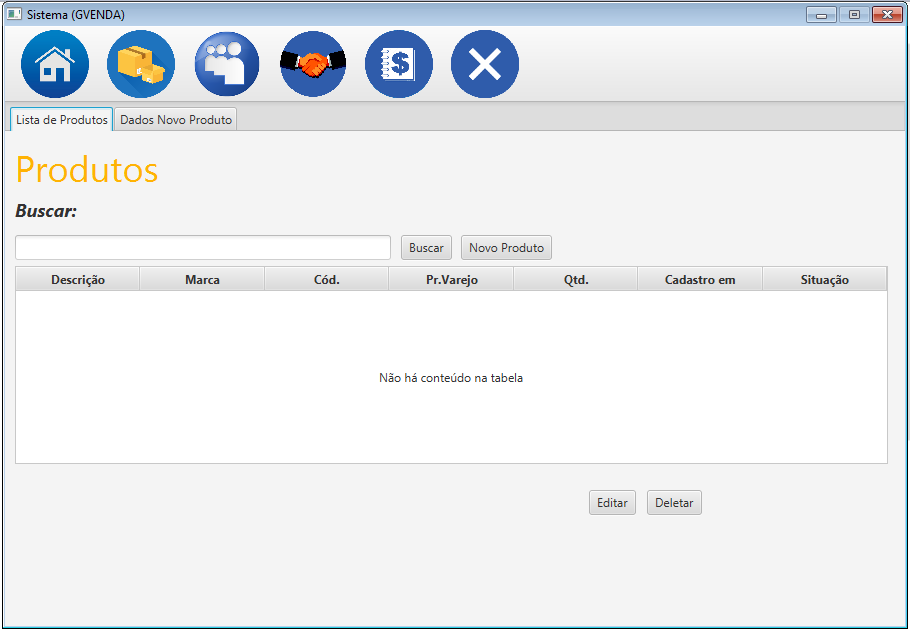 Sistema (GVENDA)
$
Lista de Produtos Dados Novo Produto
Produtos
Buscar:
Buscar Novo Produto
Descrição Marca Cód. Pr.Varejo Qtd. Cadastro em Situação
Não há conteúdo na tabela
Editar Deletar